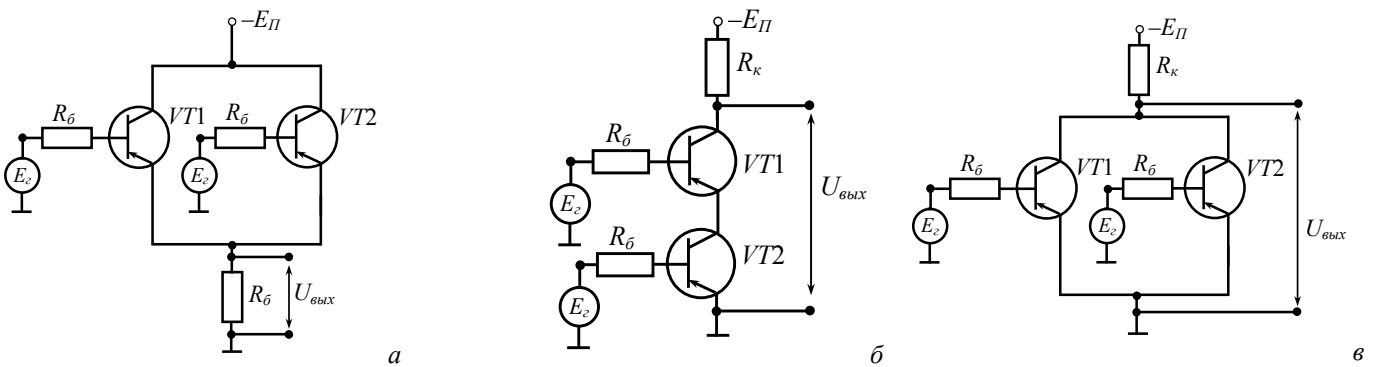 –E_П
R_б
VT1
R_б
VT2
E_г
E_г
R_б
U_вых
а
–E_П
R_к
R_б
VT1
E_г
U_вых
R_б
VT2
E_г
б
–E_П
R_к
R_б
VT1
R_б
VT2
E_г
E_г
U_вых
в